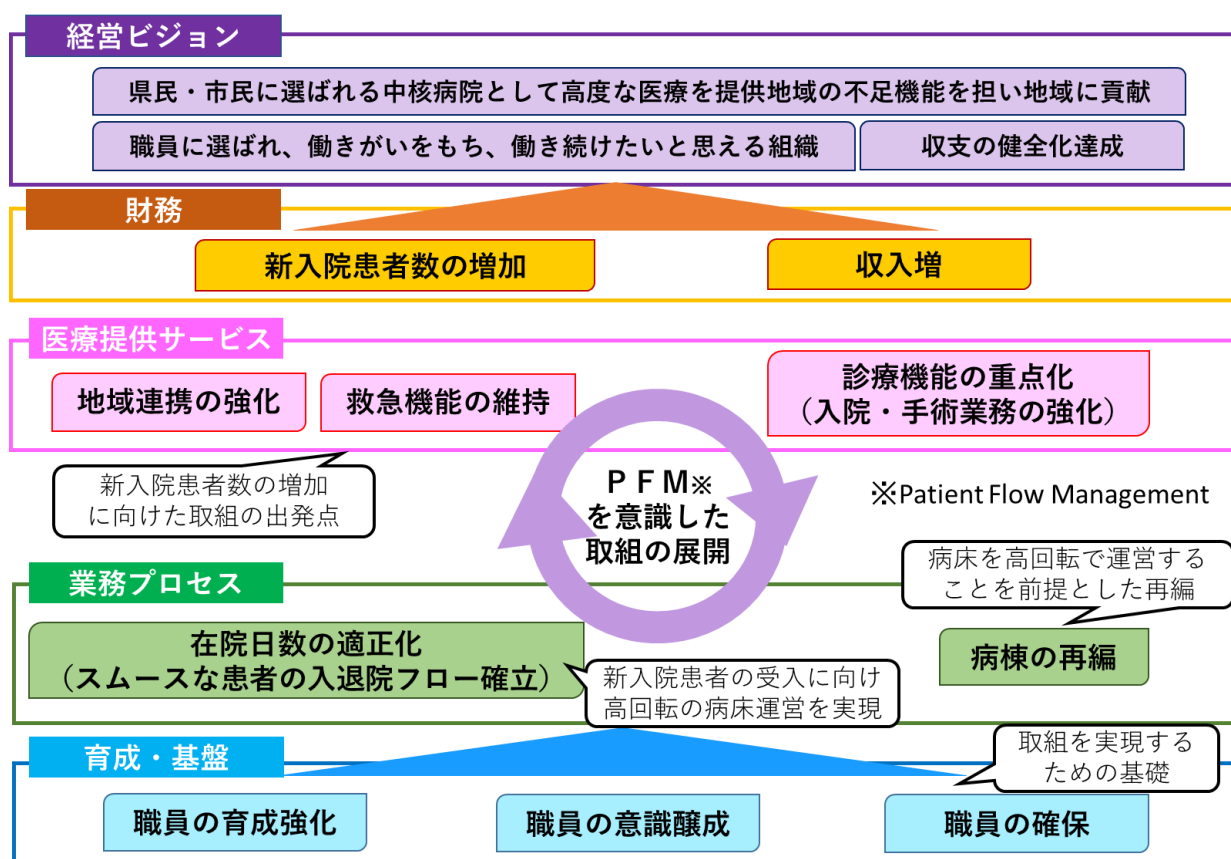 経営ビジョン
県民・市民に選ばれる中核病院として高度な医療を提供地域の不足機能を担い地域に貢献
職員に選ばれ、働きがいをもち、働き続けたいと思える組織
収支の健全化達成
財務
新入院患者数の増加
収入増
医療提供サービス
地域連携の強化
救急機能の維持
診療機能の重点化
（入院・手術業務の強化）
新入院患者数の増加
に向けた取組の出発点
ＰＦＭ※
を意識した
取組の展開
※Patient Flow Management
業務プロセス
病床を高回転で運営する
ことを前提とした再編
在院日数の適正化
（スムースな患者の入退院フロー確立）
新入院患者の受入に向け
高回転の病床運営を実現
病棟の再編
育成・基盤
取組を実現する
ための基礎
職員の育成強化
職員の意識醸成
職員の確保